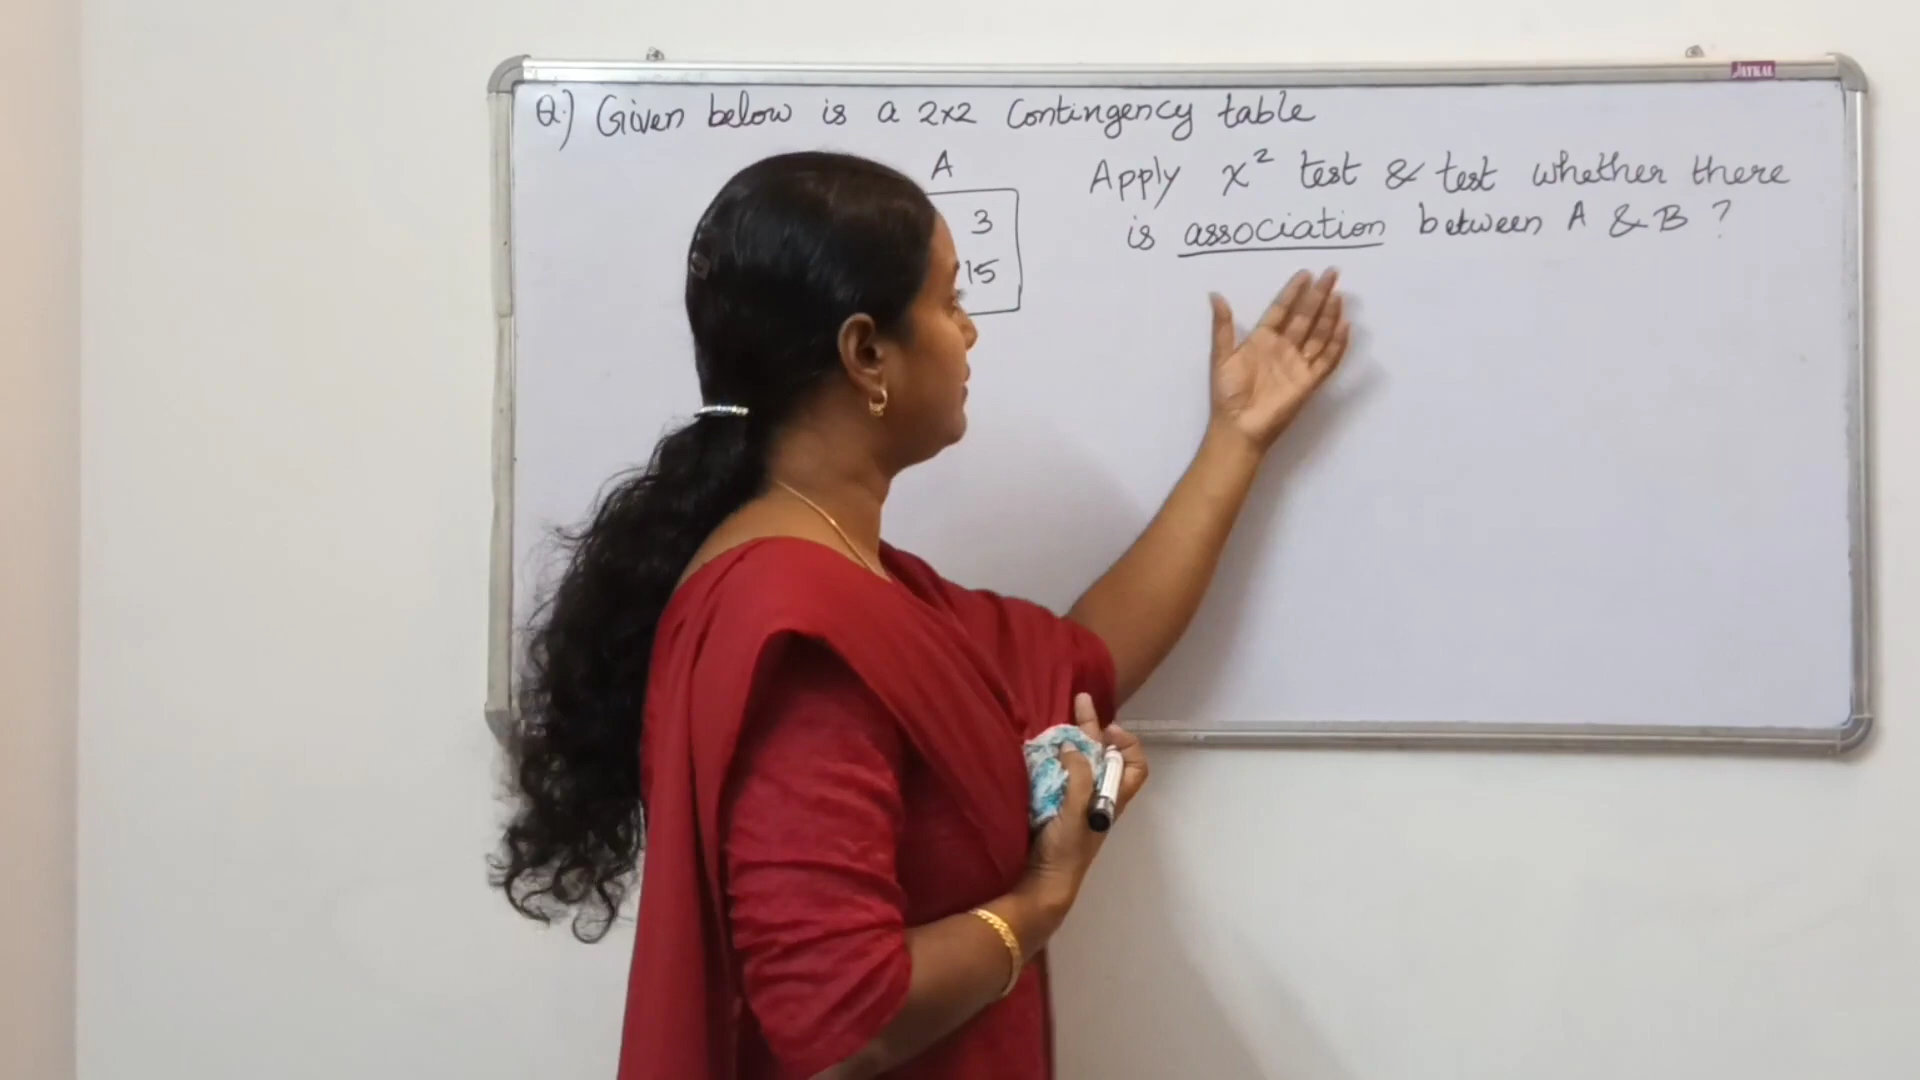 Q.) Given below is a 2x2 Contingency table
A
3
15
Apply χ² test & test whether there
is association between A & B ?